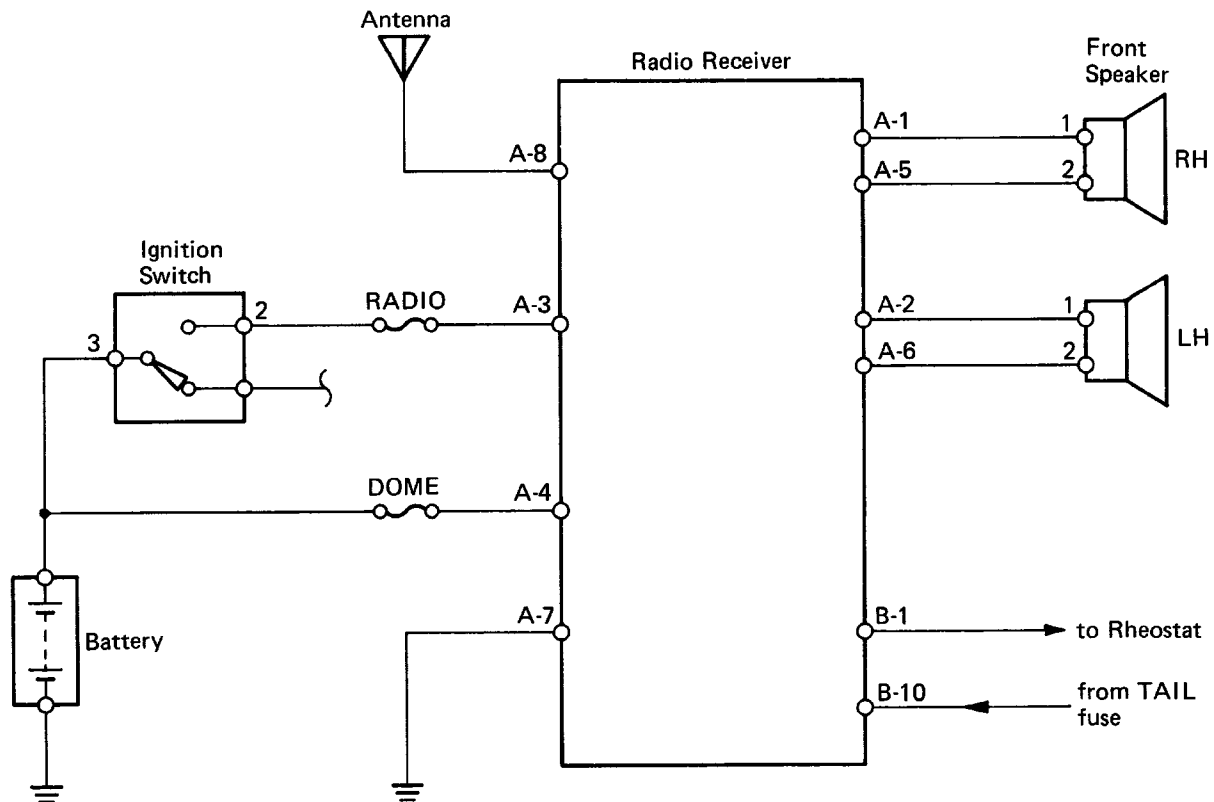 Antenna
Radio Receiver
Front
Speaker
A-1
1
A-8
A-5
2
RH
Ignition
Switch
2
RADIO
A-3
A-2
1
3
A-6
2
LH
DOME
A-4
Battery
A-7
B-1
to Rheostat
B-10
from TAIL
fuse